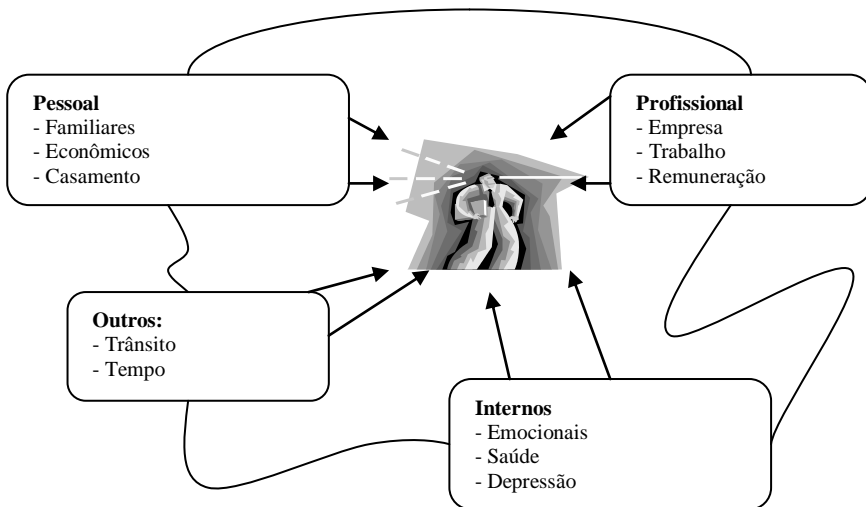 Pessoal
- Familiares
- Econômicos
- Casamento
Profissional
- Empresa
- Trabalho
- Remuneração
Outros:
- Trânsito
- Tempo
Internos
- Emocionais
- Saúde
- Depressão